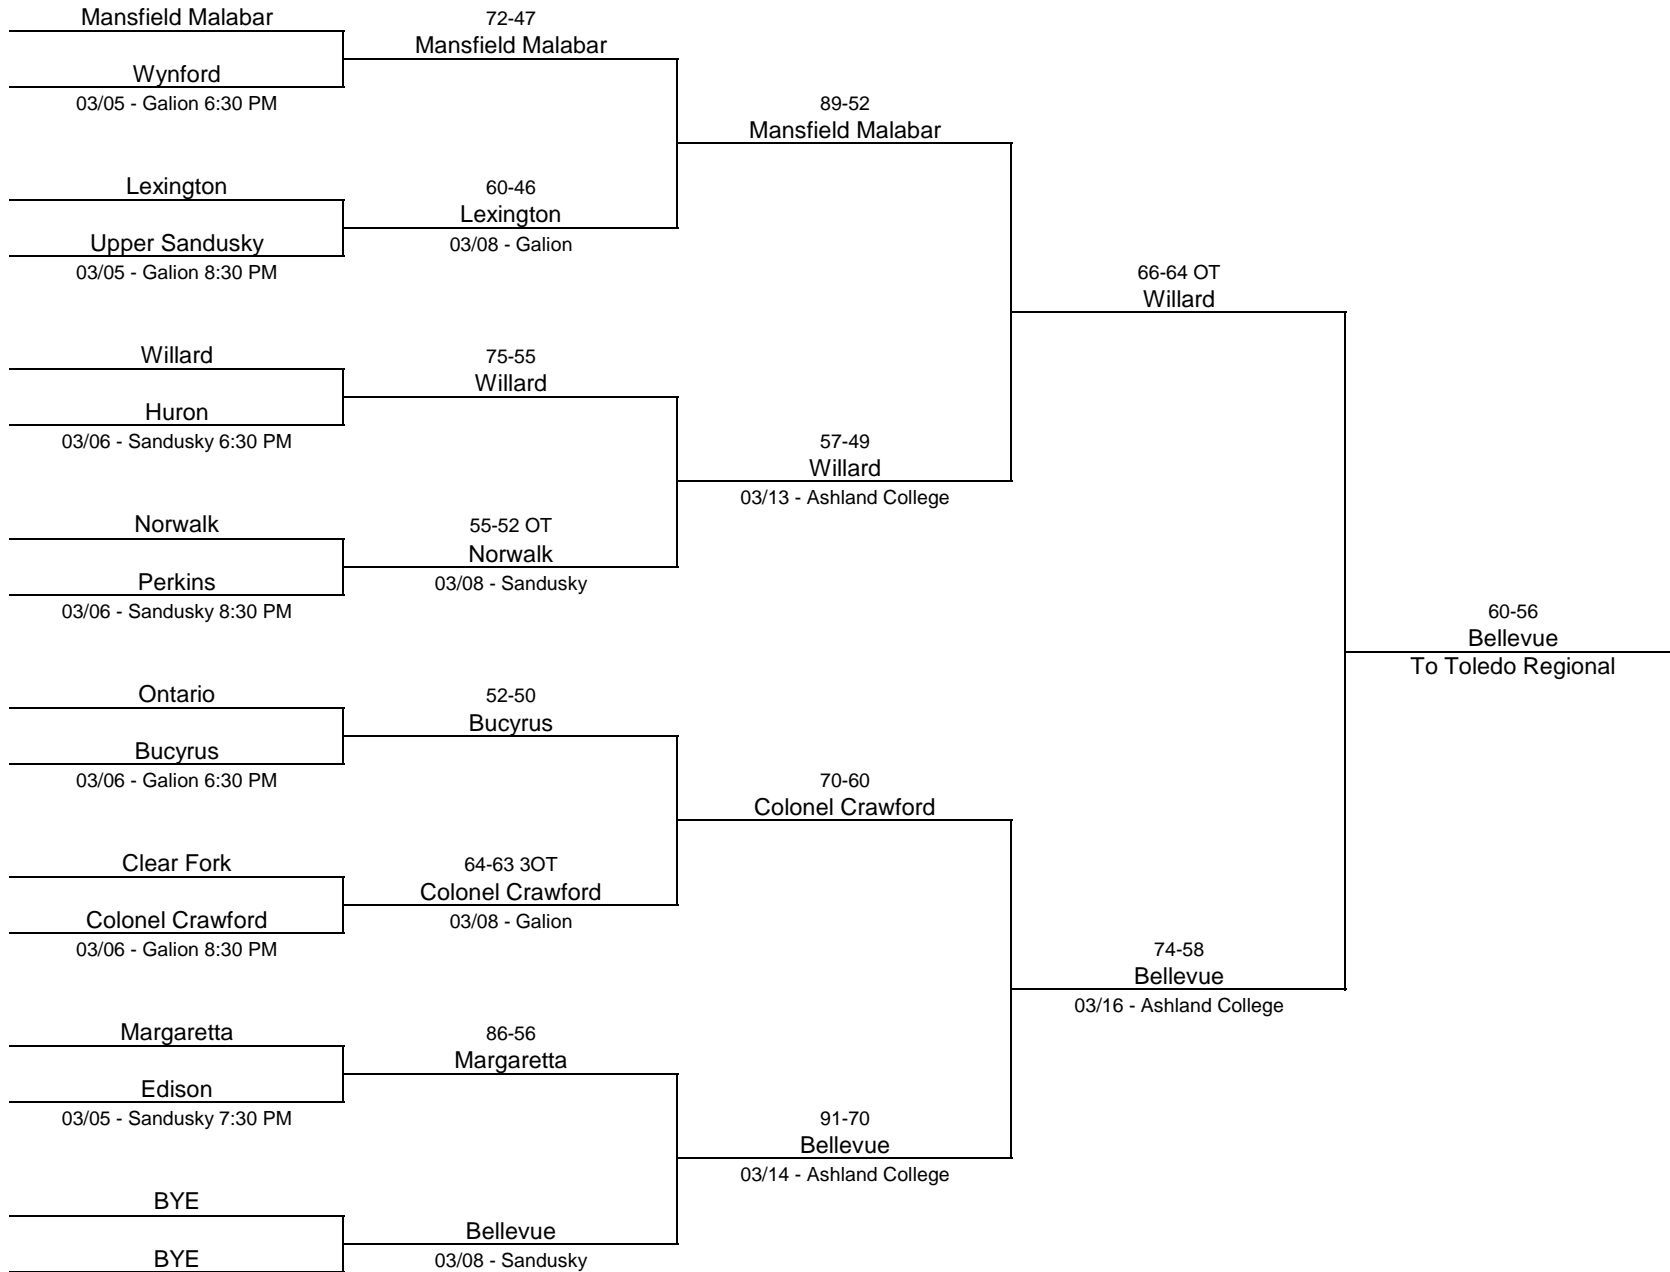 Mansfield Malabar
Wynford
03/05 - Galion 6:30 PM
Lexington
Upper Sandusky
03/05 - Galion 8:30 PM
Willard
Huron
03/06 - Sandusky 6:30 PM
Norwalk
Perkins
03/06 - Sandusky 8:30 PM
Ontario
Bucyrus
03/06 - Galion 6:30 PM
Clear Fork
Colonel Crawford
03/06 - Galion 8:30 PM
Margaretta
Edison
03/05 - Sandusky 7:30 PM
BYE
BYE
72-47
Mansfield Malabar
60-46
Lexington
03/08 - Galion
75-55
Willard
55-52 OT
Norwalk
03/08 - Sandusky
52-50
Bucyrus
64-63 3OT
Colonel Crawford
03/08 - Galion
86-56
Margaretta
Bellevue
03/08 - Sandusky
89-52
Mansfield Malabar
57-49
Willard
03/13 - Ashland College
70-60
Colonel Crawford
91-70
Bellevue
03/14 - Ashland College
66-64 OT
Willard
74-58
Bellevue
03/16 - Ashland College
60-56
Bellevue
To Toledo Regional